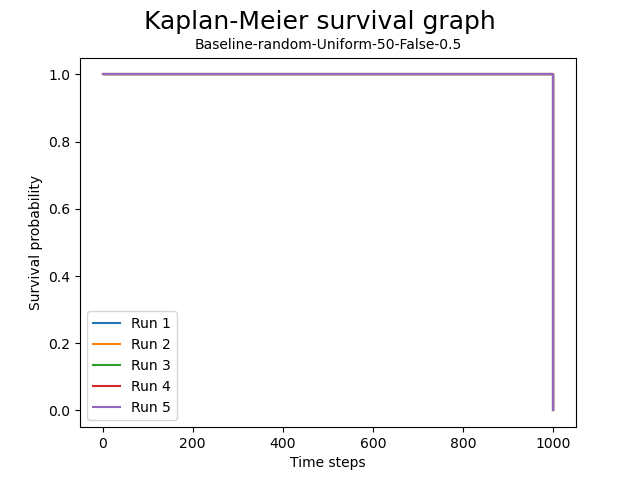 Kaplan-Meier survival graph
Baseline-random-Uniform-50-False-0.5
1.0
0.8
0.6
0.4
0.2
0.0
Survival probability
Run 1
Run 2
Run 3
Run 4
Run 5
0 200 400 600 800 1000
Time steps